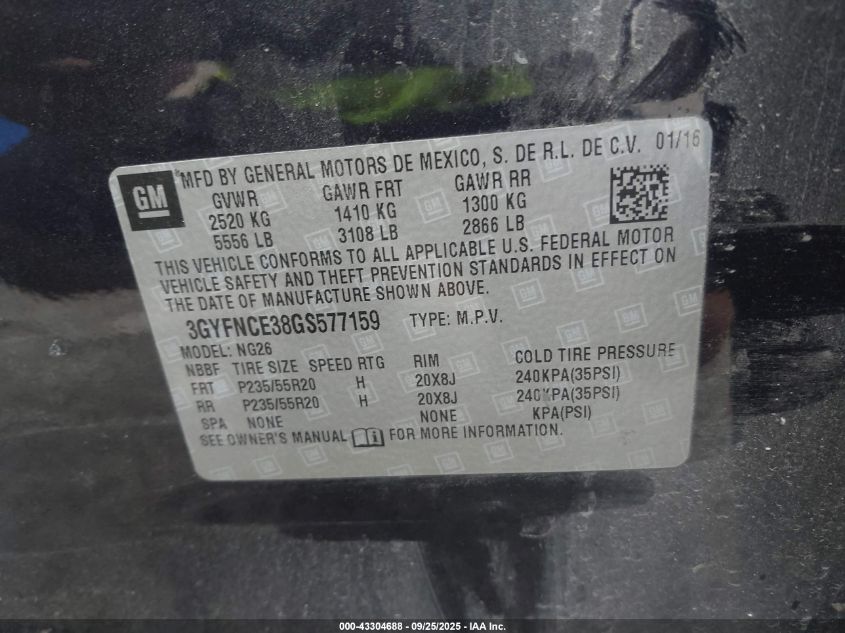 GM
MFD BY GENERAL MOTORS DE MEXICO, S. DE R.L. DE C.V. 01/16
GVWR GAWR FRT GAWR RR
2520 KG 1410 KG 1300 KG
5556 LB 3108 LB 2866 LB
THIS VEHICLE CONFORMS TO ALL APPLICABLE U.S. FEDERAL MOTOR
VEHICLE SAFETY AND THEFT PREVENTION STANDARDS IN EFFECT ON
THE DATE OF MANUFACTURE SHOWN ABOVE.
3GYFNCE38GS577159 TYPE: M.P.V.
MODEL: NG26
NBBF TIRE SIZE SPEED RTG RIM COLD TIRE PRESSURE
FRT P235/55R20 H 20X8J 240KPA(35PSI)
RR P235/55R20 H 20X8J 240KPA(35PSI)
SPA NONE NONE KPA(PSI)
SEE OWNER'S MANUAL FOR MORE INFORMATION.
000-43304688 - 09/25/2025 - IAA Inc.